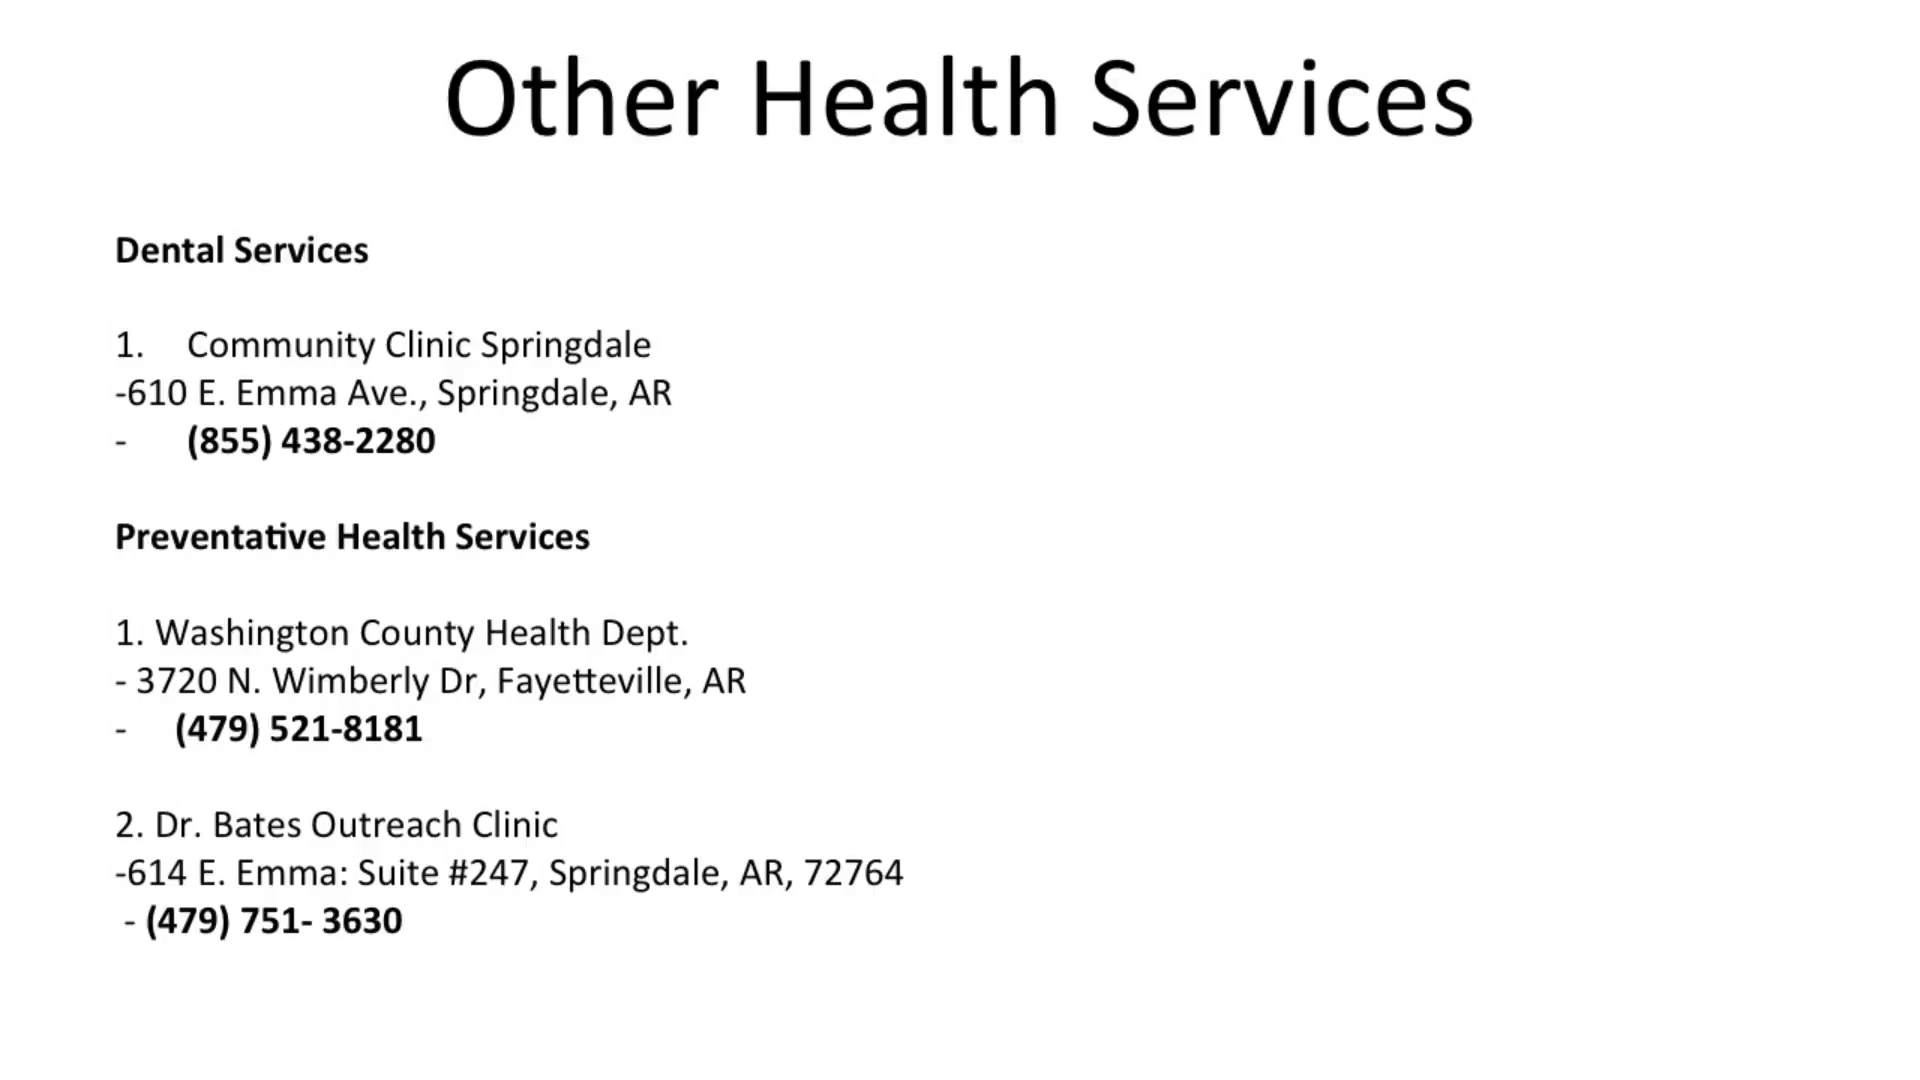 Other Health Services
Dental Services
1. Community Clinic Springdale
-610 E. Emma Ave., Springdale, AR
- (855) 438-2280
Preventative Health Services
1. Washington County Health Dept.
- 3720 N. Wimberly Dr, Fayetteville, AR
- (479) 521-8181
2. Dr. Bates Outreach Clinic
-614 E. Emma: Suite #247, Springdale, AR, 72764
- (479) 751- 3630